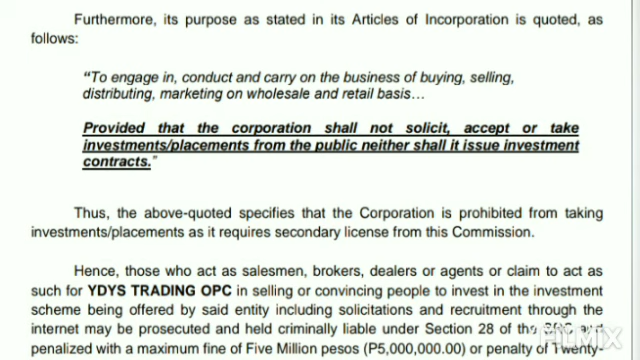 Furthermore, its purpose as stated in its Articles of Incorporation is quoted, as
follows:
“To engage in, conduct and carry on the business of buying, selling,
distributing, marketing on wholesale and retail basis…
Provided that the corporation shall not solicit, accept or take
investments/placements from the public neither shall it issue investment
contracts.”
Thus, the above-quoted specifies that the Corporation is prohibited from taking
investments/placements as it requires secondary license from this Commission.
Hence, those who act as salesmen, brokers, dealers or agents or claim to act as
such for YDYS TRADING OPC in selling or convincing people to invest in the investment
scheme being offered by said entity including solicitations and recruitment through the
internet may be prosecuted and held criminally liable under Section 28 of the SRC and
penalized with a maximum fine of Five Million pesos (P5,000,000.00) or penalty of Twenty-